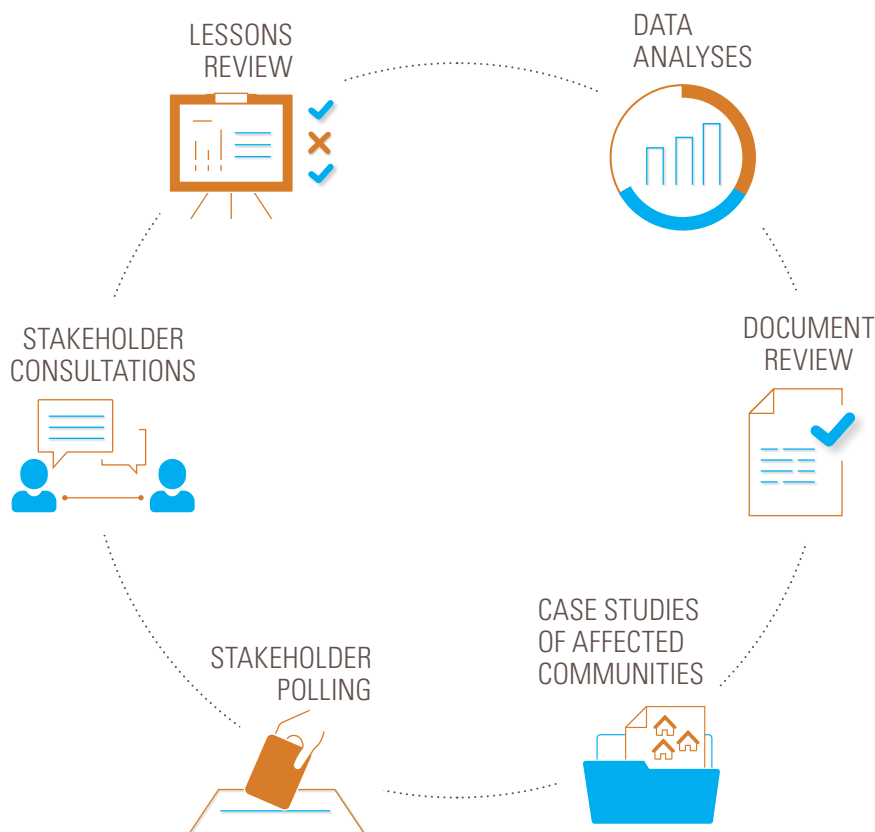 LESSONS
REVIEW
DATA
ANALYSES
DOCUMENT
REVIEW
CASE STUDIES
OF AFFECTED
COMMUNITIES
STAKEHOLDER
POLLING
STAKEHOLDER
CONSULTATIONS